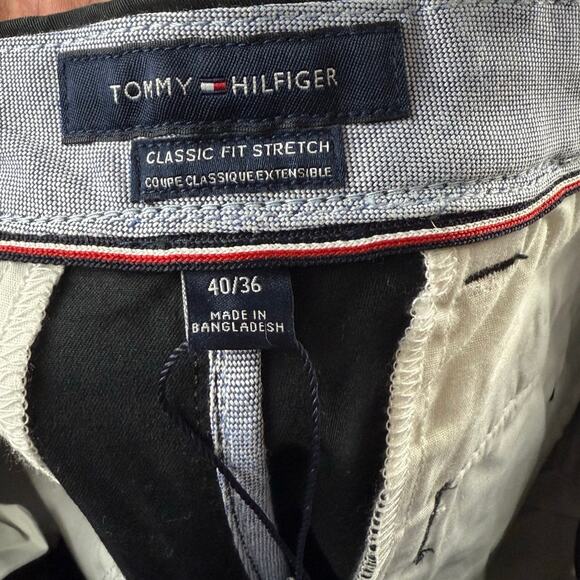 TOMMY HILFIGER
CLASSIC FIT STRETCH
COUPE CLASSIQUE EXTENSIBLE
40/36
MADE IN
BANGLADESH